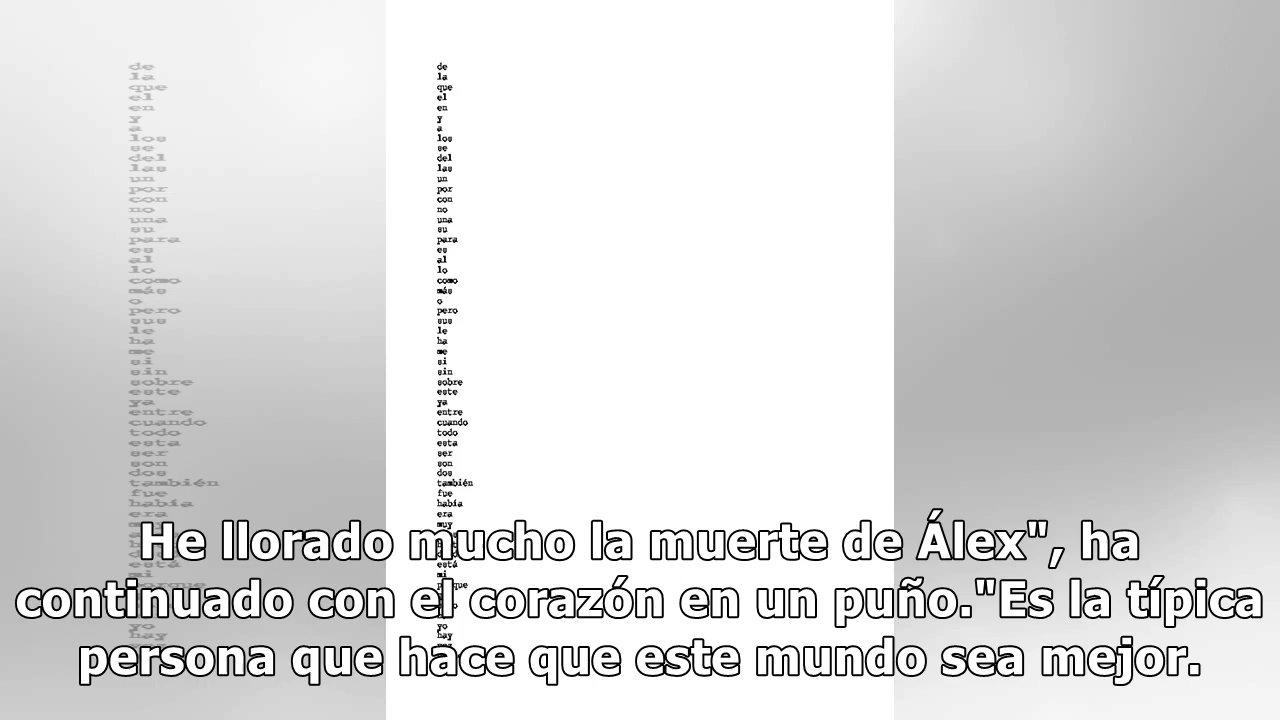 de
la
que
el
en
y
a
los
se
del
las
un
por
con
no
una
su
para
es
al
lo
como
más
o
pero
sus
le
ha
me
si
sin
sobre
este
ya
entre
cuando
todo
esta
ser
son
dos
también
fue
había
era
muy
está
mi
porque
yo
hay
He llorado mucho la muerte de Álex", ha
continuado con el corazón en un puño."Es la típica
persona que hace que este mundo sea mejor.